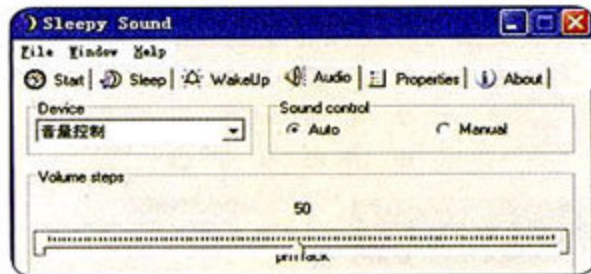 Sleepy Sound
File Window Help
Start Sleep WakeUp Audio Properties About
Device Sound control
音量控制 Auto Manual
Volume steps
50